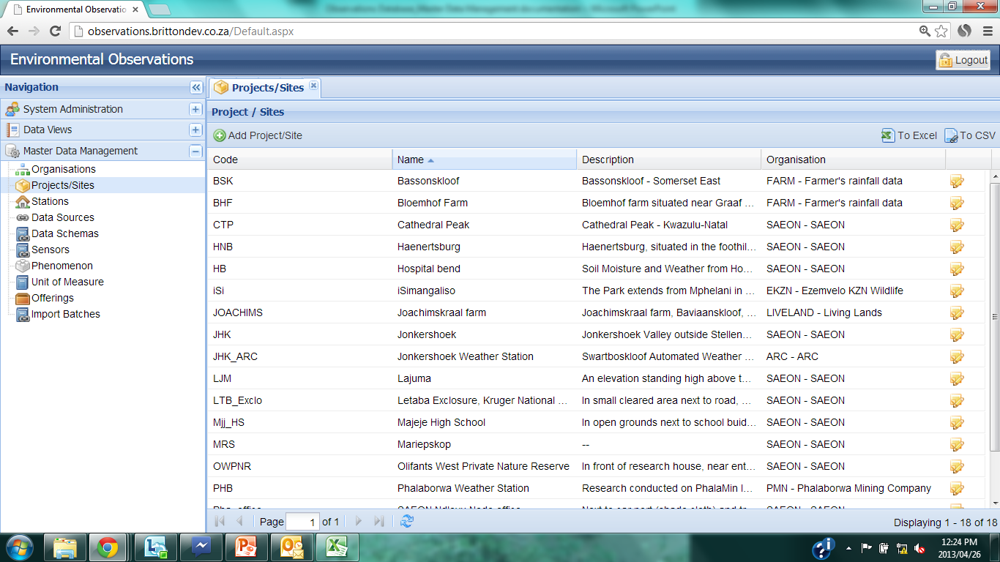 Environmental Observatio
observations.brittondev.co.za/Default.aspx
Environmental Observations
Logout
Navigation
Projects/Sites
System Administration
Project / Sites
Data Views
Add Project/Site
To Excel
To CSV
Master Data Management
Organisations
Projects/Sites
Stations
Data Sources
Data Schemas
Sensors
Phenomenon
Unit of Measure
Offerings
Import Batches
Code Name Description Organisation
BSK Bassonskloof Bassonskloof - Somerset East FARM - Farmer's rainfall data
BHF Bloemhof Farm Bloemhof farm situated near Graaf ... FARM - Farmer's rainfall data
CTP Cathedral Peak Cathedral Peak - Kwazulu-Natal SAEON - SAEON
HNB Haenertsburg Haenertsburg, situated in the foothil... SAEON - SAEON
HB Hospital bend Soil Moisture and Weather from Ho... SAEON - SAEON
iSi iSimangaliso The Park extends from Mphelani in ... EKZN - Ezemvelo KZN Wildlife
JOACHIMS Joachimskraal farm Joachimskraal farm, Baviaanskloof, ... LIVELAND - Living Lands
JHK Jonkershoek Jonkershoek Valley outside Stellen... SAEON - SAEON
JHK_ARC Jonkershoek Weather Station Swartboskloof Automated Weather ... ARC - ARC
LJM Lajuma An elevation standing high above t... SAEON - SAEON
LTB_Exclo Letaba Exclosure, Kruger National ... In small cleared area next to road, ... SAEON - SAEON
Mjj_HS Majeje High School In open grounds next to school buid... SAEON - SAEON
MRS Mariepskop -- SAEON - SAEON
OWPNR Olifants West Private Nature Reserve In front of research house, near ent... SAEON - SAEON
PHB Phalaborwa Weather Station Research conducted on PhalaMin l... PMN - Phalaborwa Mining Company
Page 1 of 1
Displaying 1 - 18 of 18
12:24 PM
2013/04/26